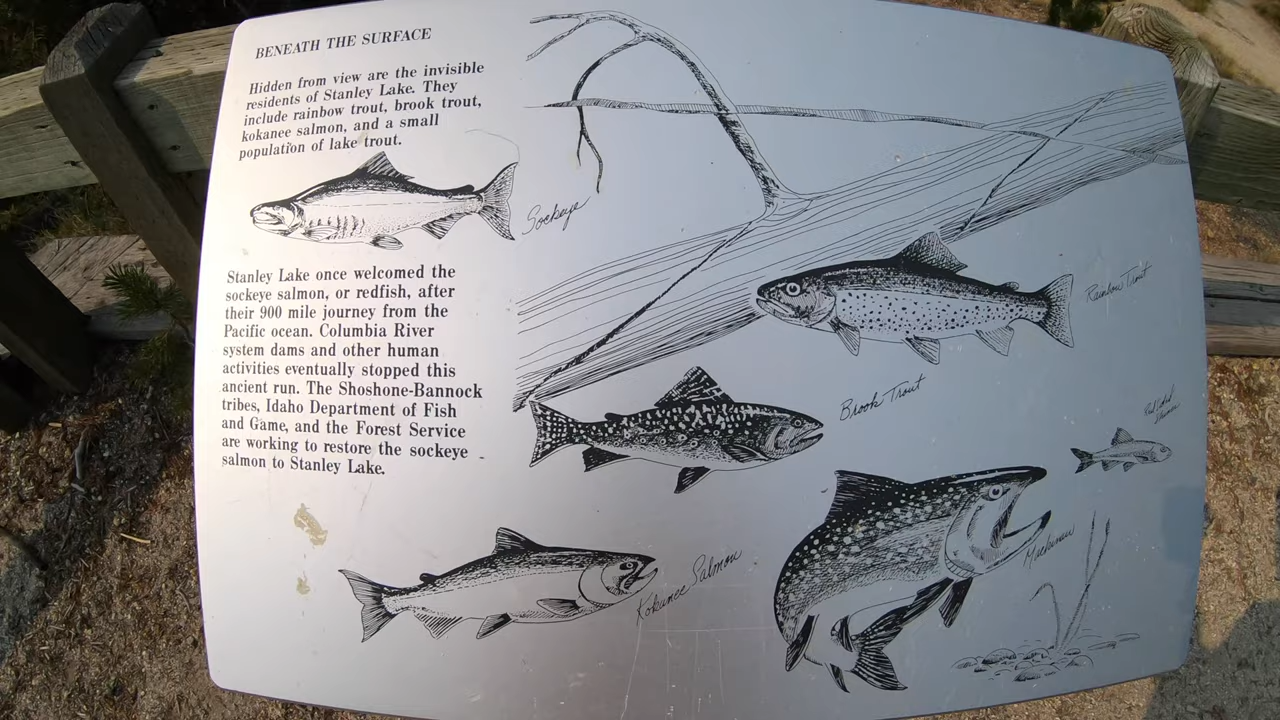 BENEATH THE SURFACE
Hidden from view are the invisible
residents of Stanley Lake. They
include rainbow trout, brook trout,
kokanee salmon, and a small
population of lake trout.
Sockeye
Stanley Lake once welcomed the
sockeye salmon, or redfish, after
their 900 mile journey from the
Pacific ocean. Columbia River
system dams and other human
activities eventually stopped this
ancient run. The Shoshone-Bannock
tribes, Idaho Department of Fish
and Game, and the Forest Service
are working to restore the sockeye
salmon to Stanley Lake.
Rainbow Trout
Brook Trout
Kokanee Salmon
Mackinaw